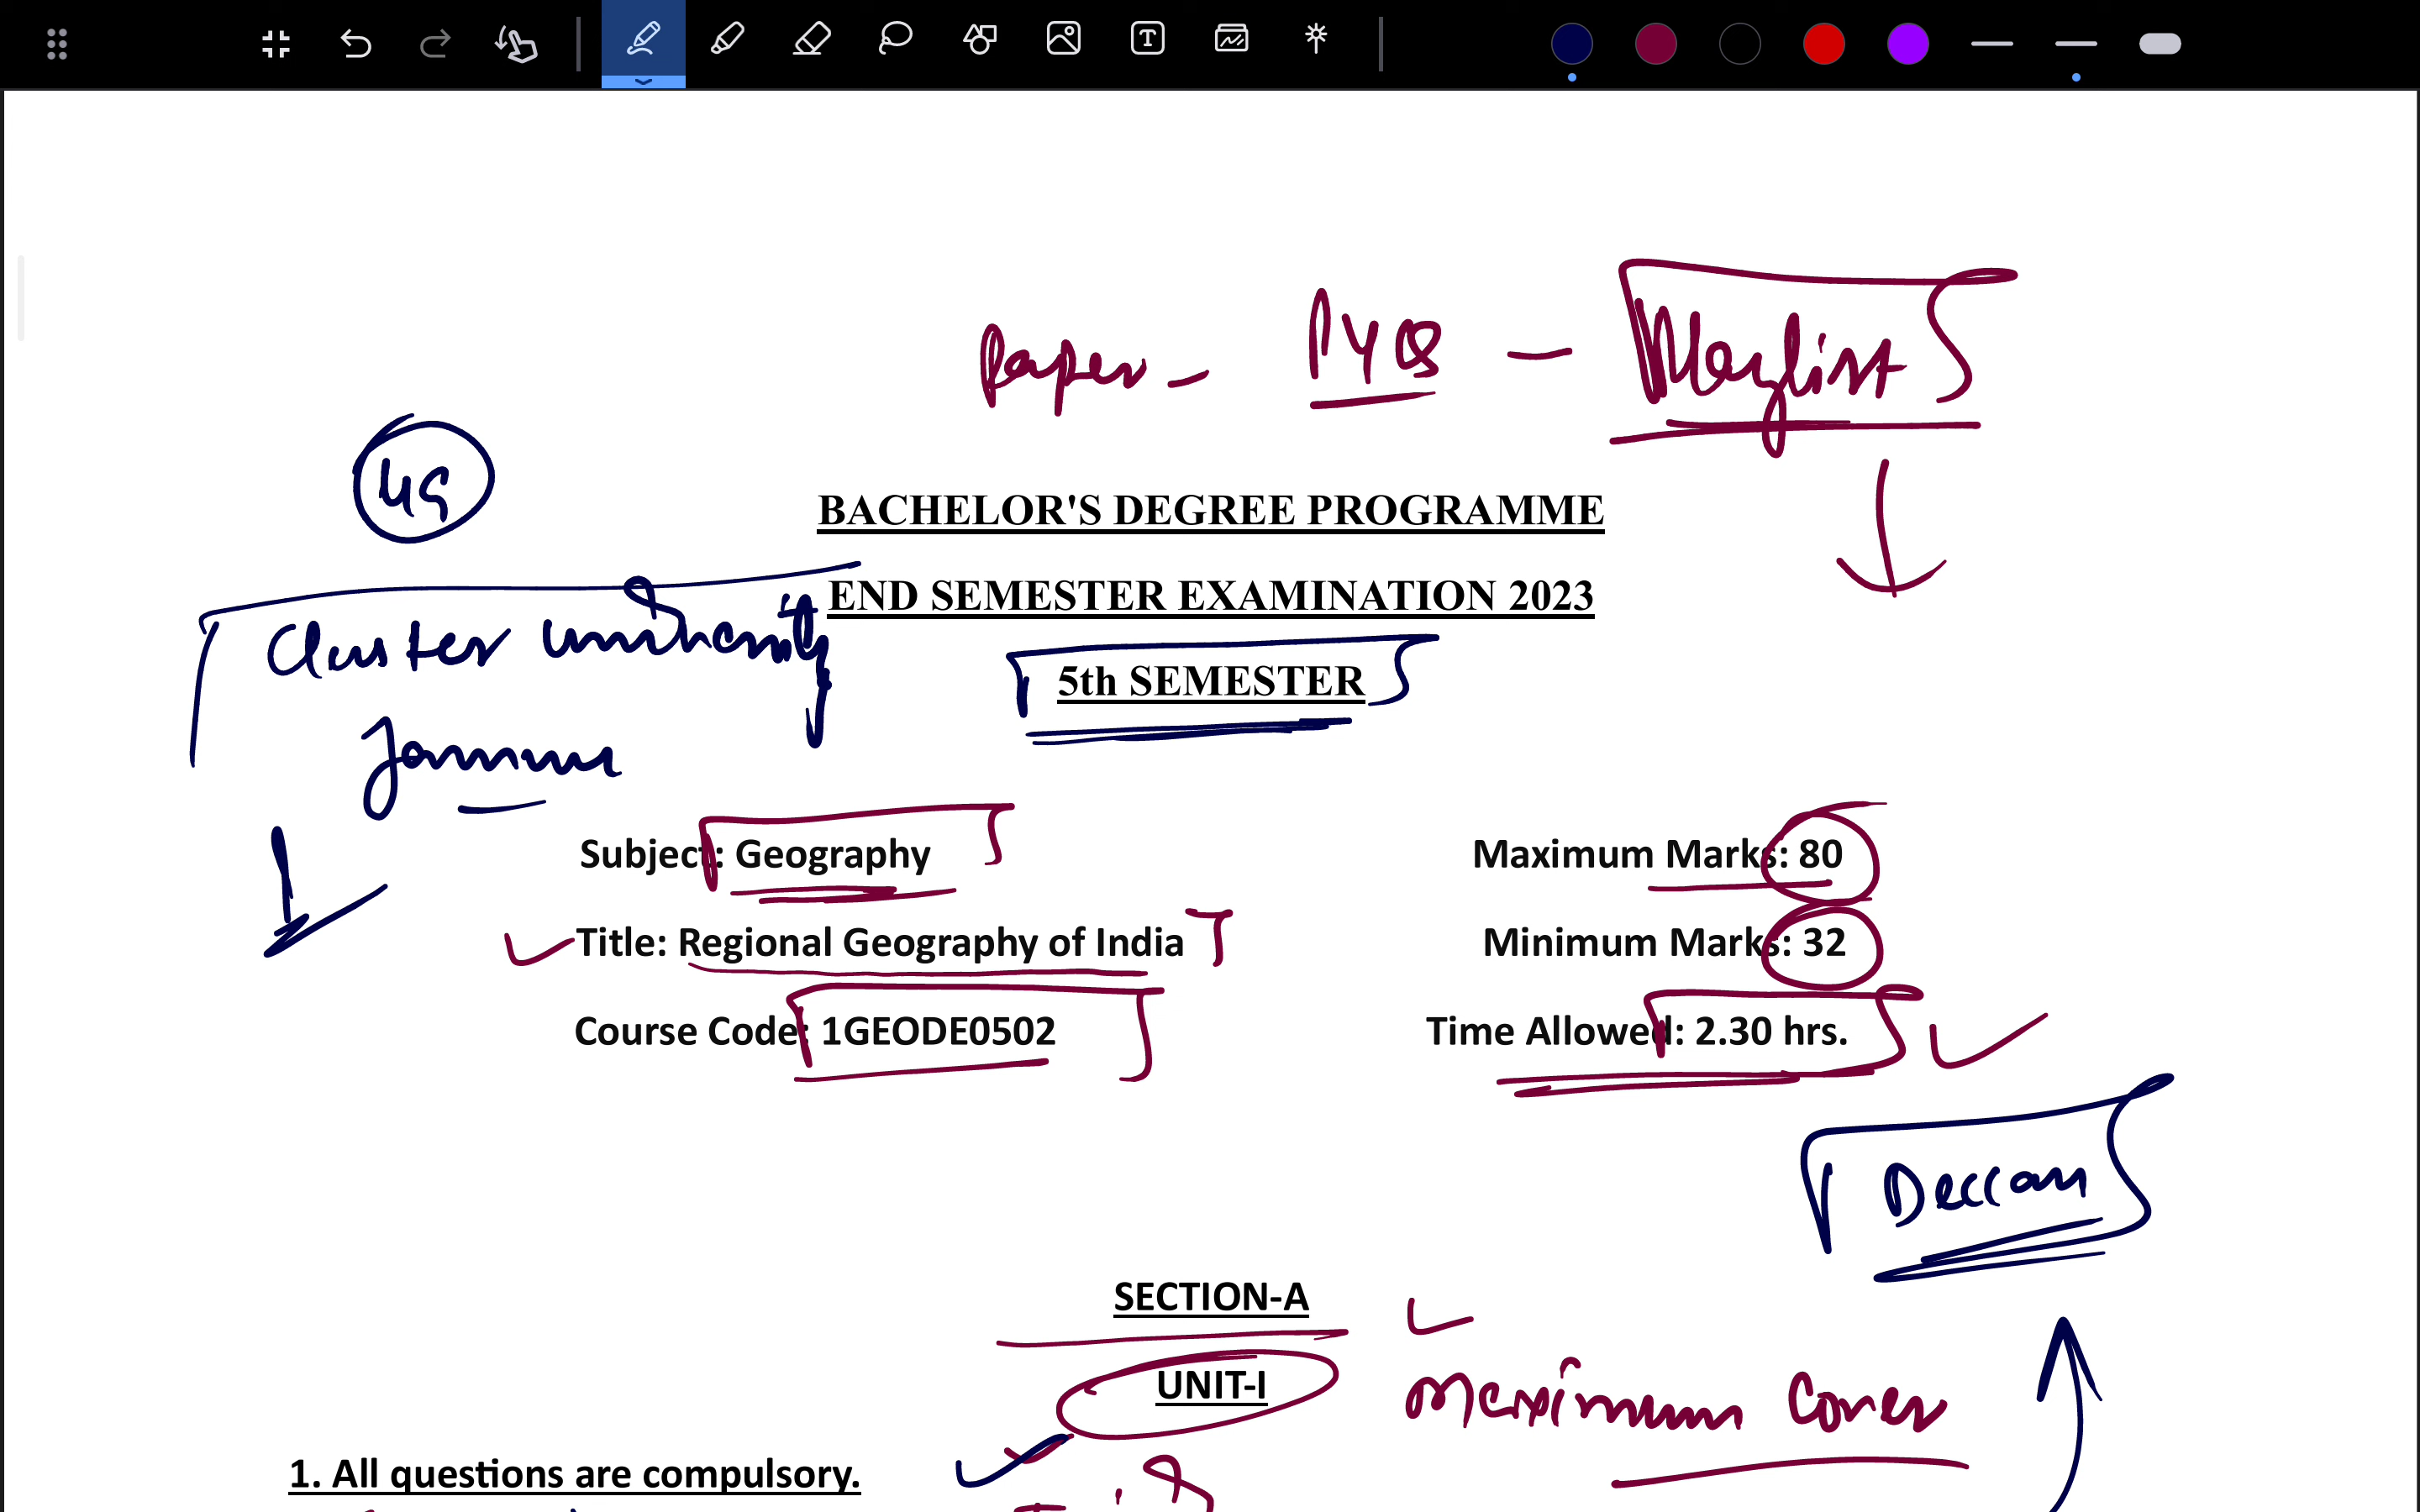 Paper - PYQ - Playlist
UG
BACHELOR'S DEGREE PROGRAMME
END SEMESTER EXAMINATION 2023
Cluster University
5th SEMESTER
Jammu
Subject: Geography
Maximum Marks: 80
Title: Regional Geography of India
Minimum Marks: 32
Course Code: 1GEODE0502
Time Allowed: 2.30 hrs.
Deccan
SECTION-A
UNIT-I
Maximum Cover
1. All questions are compulsory.